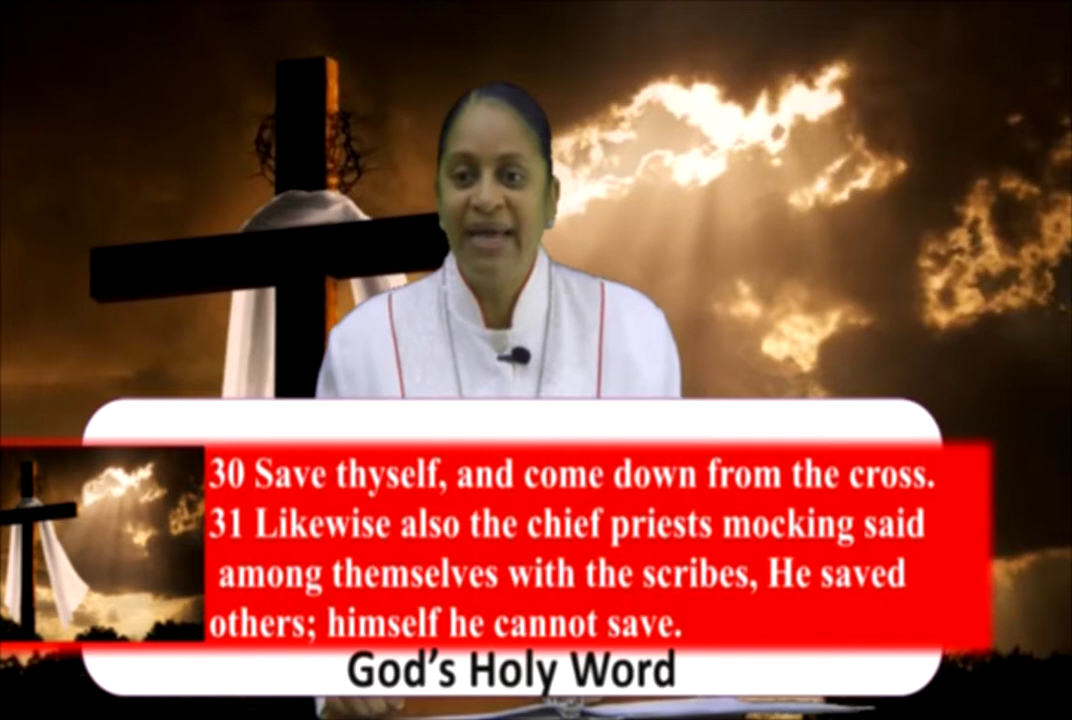 30 Save thyself, and come down from the cross.
31 Likewise also the chief priests mocking said
among themselves with the scribes, He saved
others; himself he cannot save.
God's Holy Word